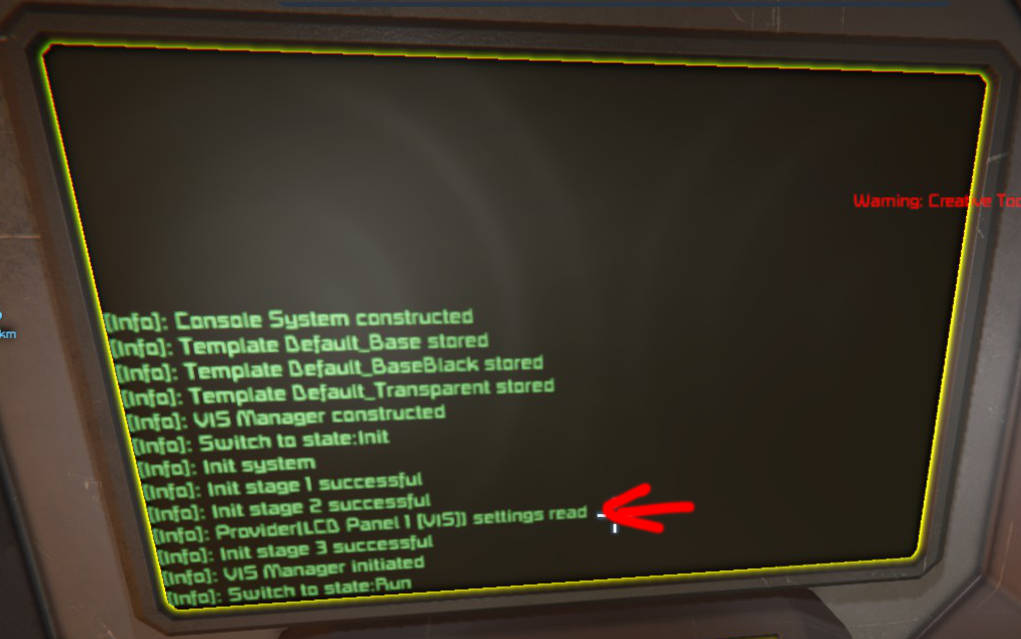 Warning: Creative Too
km
[Info]: Console System constructed
[Info]: Template Default_Base stored
[Info]: Template Default_BaseBlack stored
[Info]: Template Default_Transparent stored
[Info]: VIS Manager constructed
[Info]: Switch to state:Init
[Info]: Init system
[Info]: Init stage 1 successful
[Info]: Init stage 2 successful
[Info]: Provider(LCD Panel 1 [VIS]) settings read
[Info]: Init stage 3 successful
[Info]: VIS Manager initiated
[Info]: Switch to state:Run